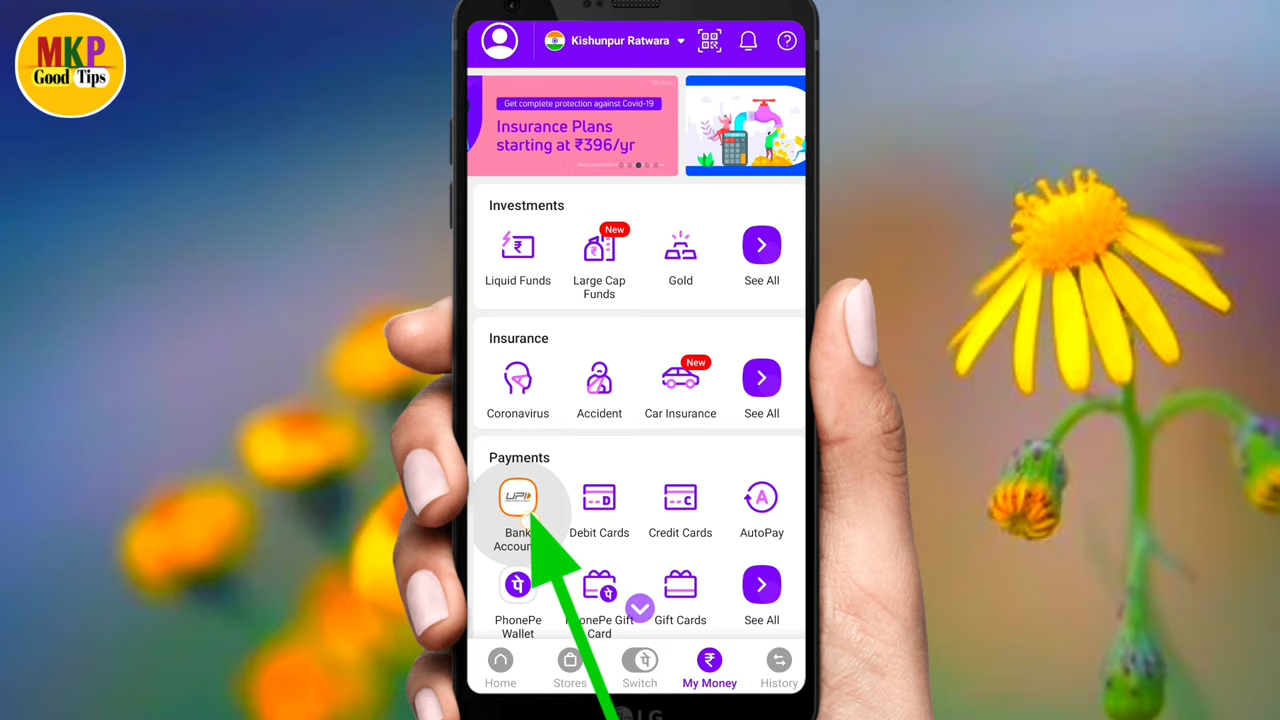 MKP
Good Tips
Kishunpur Ratwara
Get complete protection against Covid-19
Insurance Plans
starting at ₹396/yr
Investments
New
Liquid Funds
Large Cap
Funds
Gold
See All
Insurance
New
Coronavirus
Accident
Car Insurance
See All
Payments
UPI
D
C
A
Bank
Debit Cards
Credit Cards
AutoPay
पे
PhonePe
Wallet
Card
Gift Cards
See All
Home
Stores
Switch
My Money
History
LG